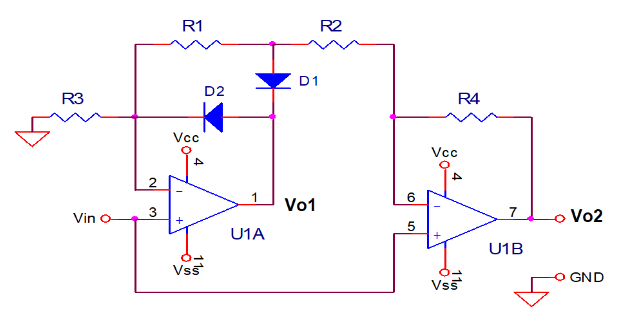 R1
R2
R3
D2
D1
R4
Vcc
4
Vcc
4
2
−
1
Vo1
6
−
7
Vo2
Vin
3
+
U1A
5
+
U1B
11
Vss
11
Vss
GND